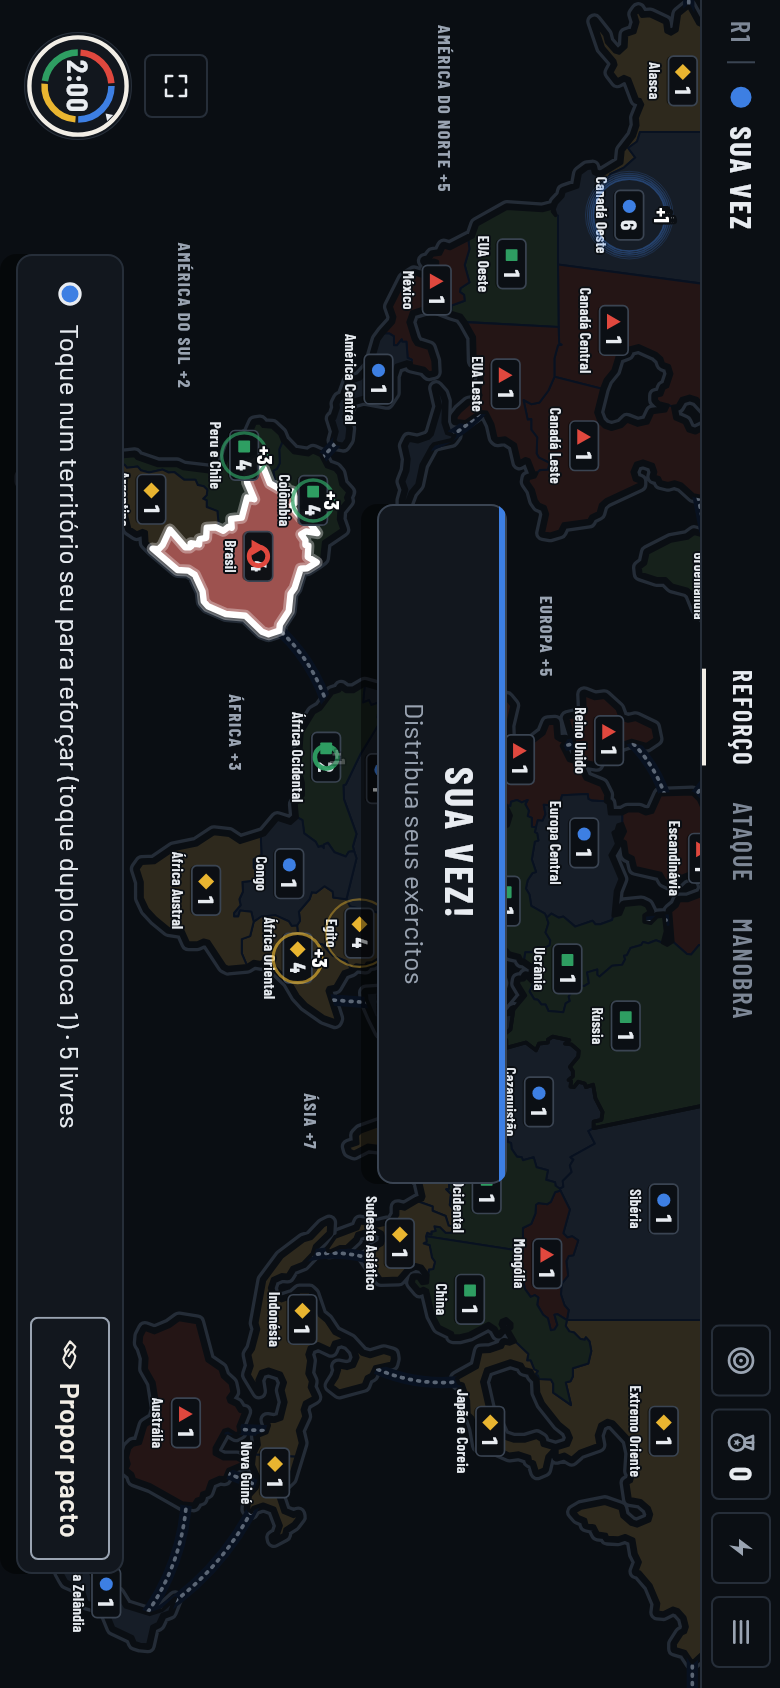 R1
SUA VEZ
REFORÇO
ATAQUE
MANOBRA
0
Alasca
1
Canadá Oeste
6
+1
Canadá Central
1
Canadá Leste
1
EUA Oeste
1
EUA Leste
1
México
1
América Central
1
AMÉRICA DO NORTE +5
AMÉRICA DO SUL +2
Peru e Chile
4
+3
Colômbia
4
+3
Brasil
1
EUROPA +5
Reino Unido
1
1
Escandinávia
Europa Central
1
1
Ucrânia
1
Rússia
1
ÁFRICA +3
África Ocidental
Congo
1
África Austral
1
Egito
4
África Oriental
4
+3
ÁSIA +7
Cazaquistão
1
Sibéria
1
Mongólia
1
China
1
1
Sudeste Asiático
1
Indonésia
1
Japão e Coreia
1
Extremo Oriente
1
Austrália
1
Nova Guiné
1
a Zelândia
1
SUA VEZ!
Distribua seus exércitos
2:00
Toque num território seu para reforçar (toque duplo coloca 1) · 5 livres
Propor pacto